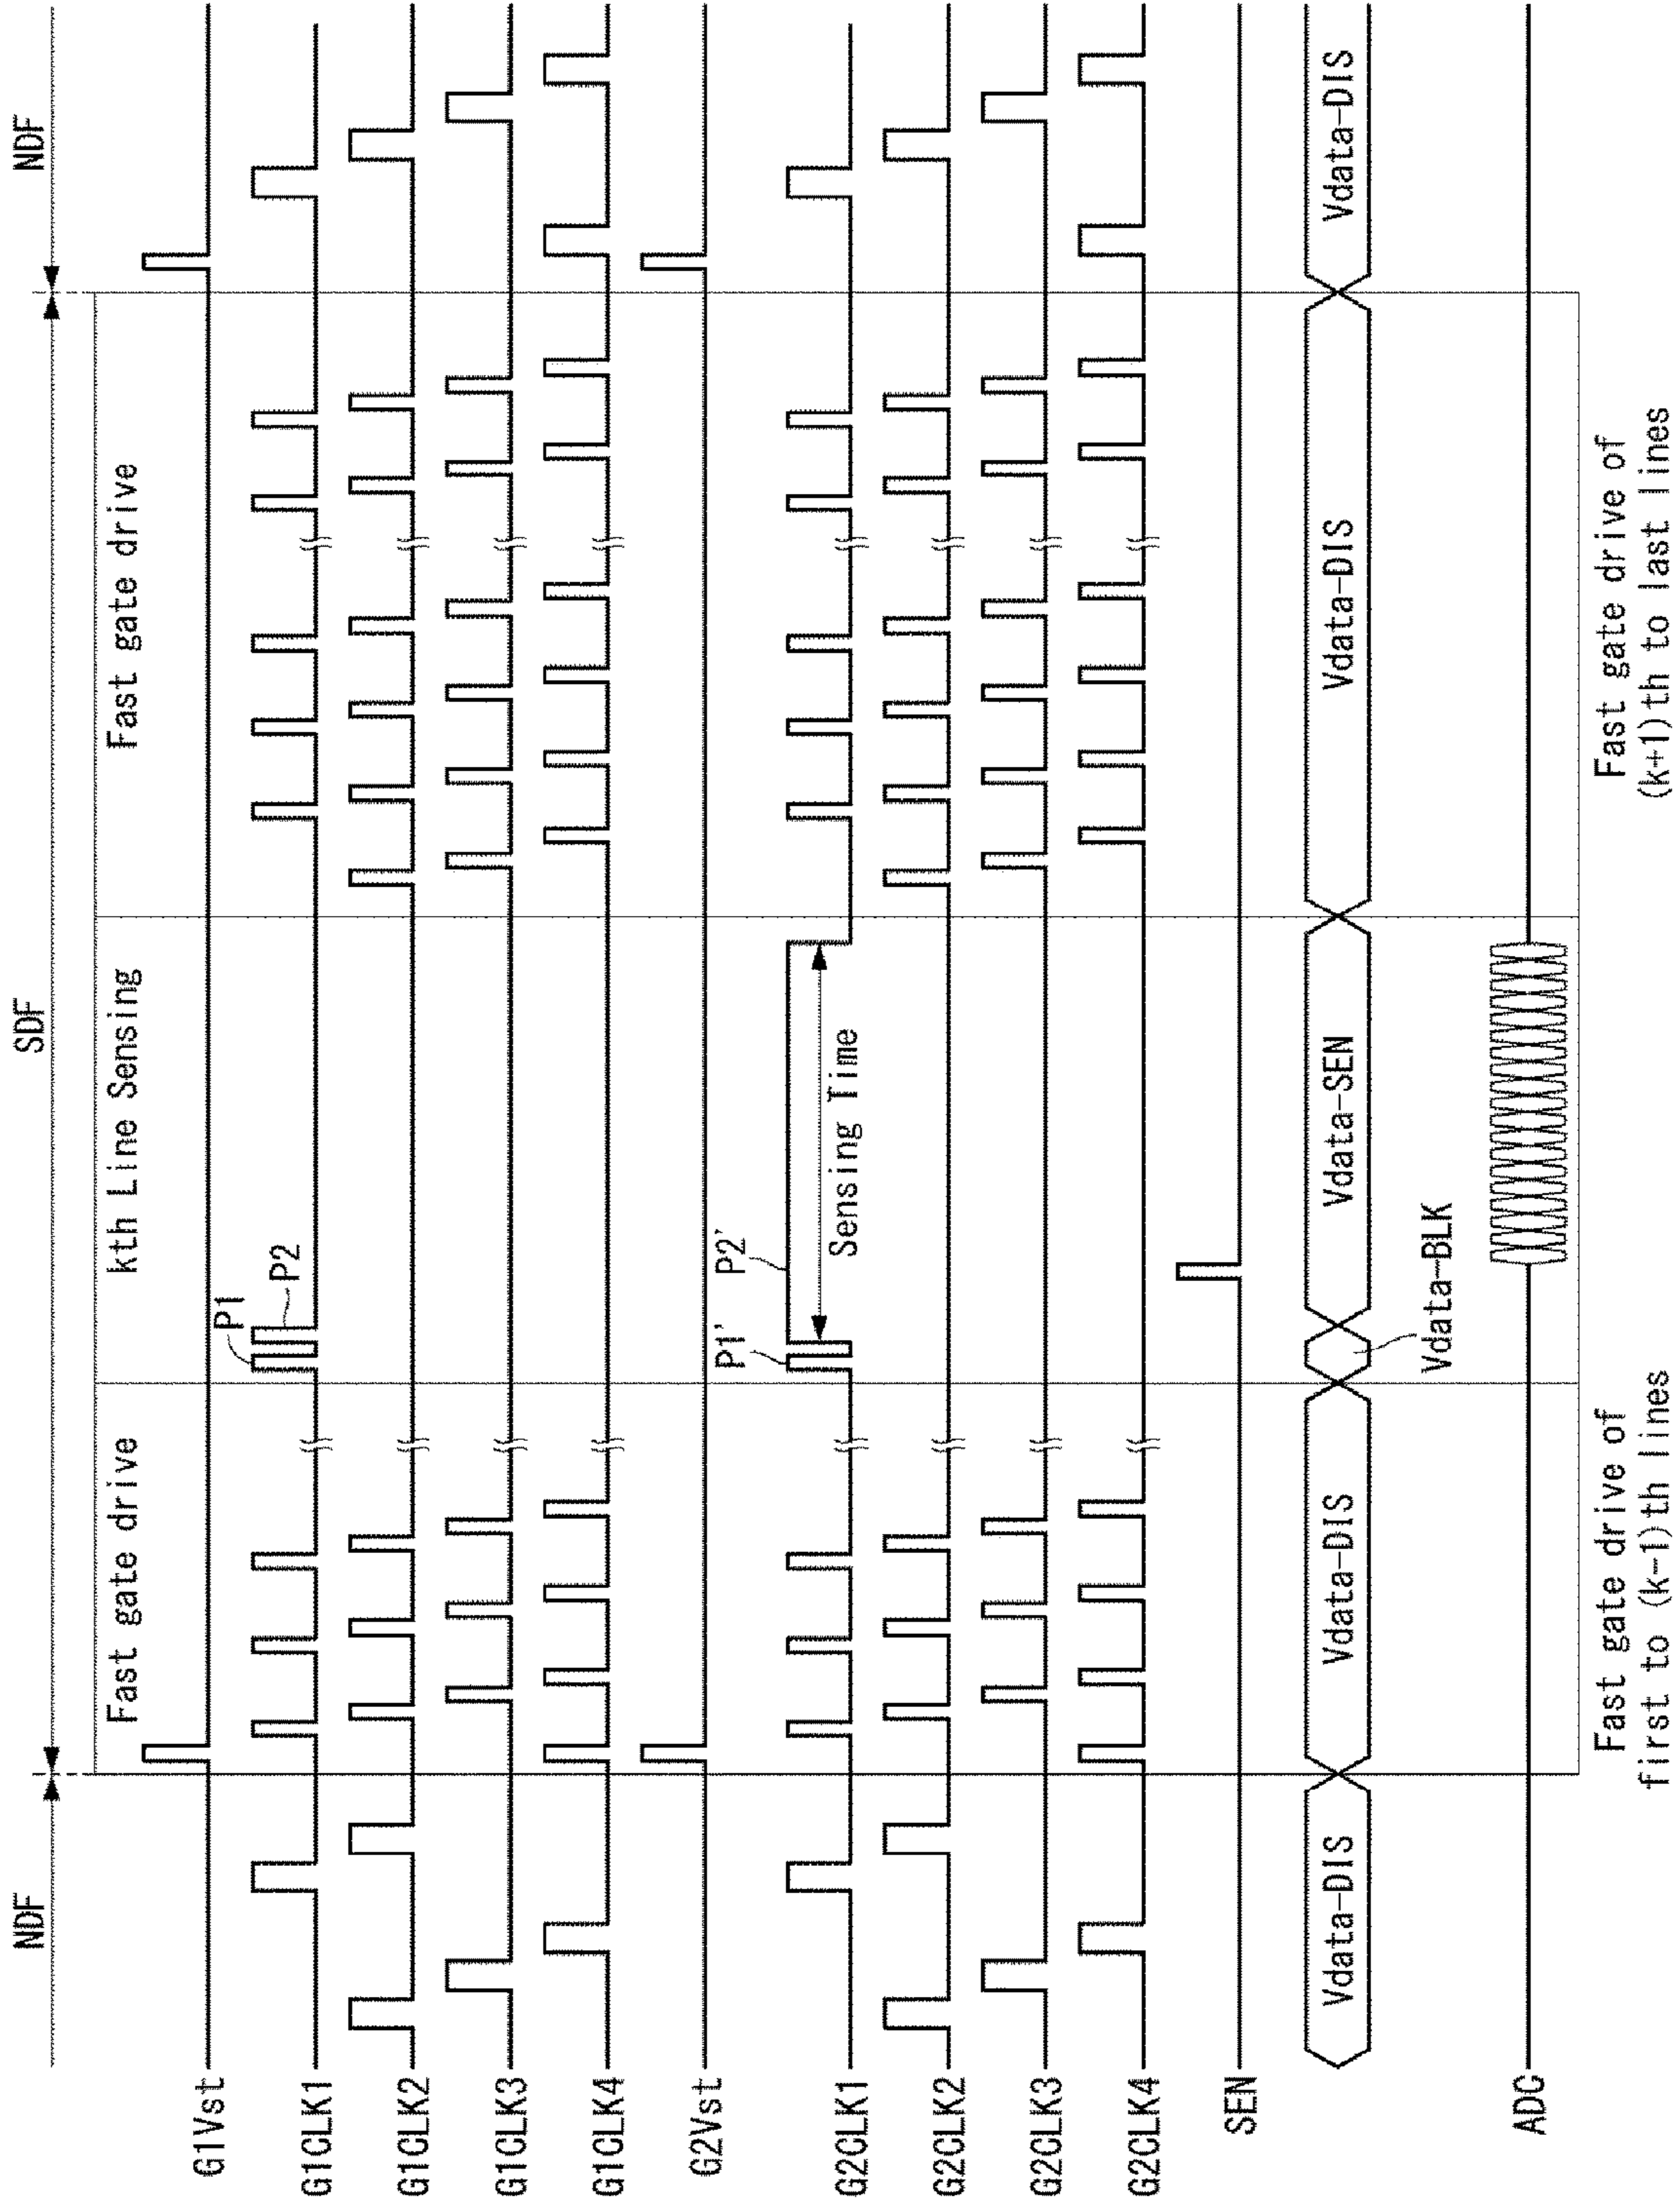 NDF
SDF
NDF
Fast gate drive
kth Line Sensing
Fast gate drive
G1Vst
P1
P2
G1CLK1
G1CLK2
G1CLK3
G1CLK4
G2Vst
P1'
P2'
Sensing Time
G2CLK1
G2CLK2
G2CLK3
G2CLK4
SEN
Vdata-DIS
Vdata-DIS
Vdata-SEN
Vdata-DIS
Vdata-DIS
Vdata-BLK
ADC
Fast gate drive of
first to (k-1)th lines
Fast gate drive of
(k+1)th to last lines